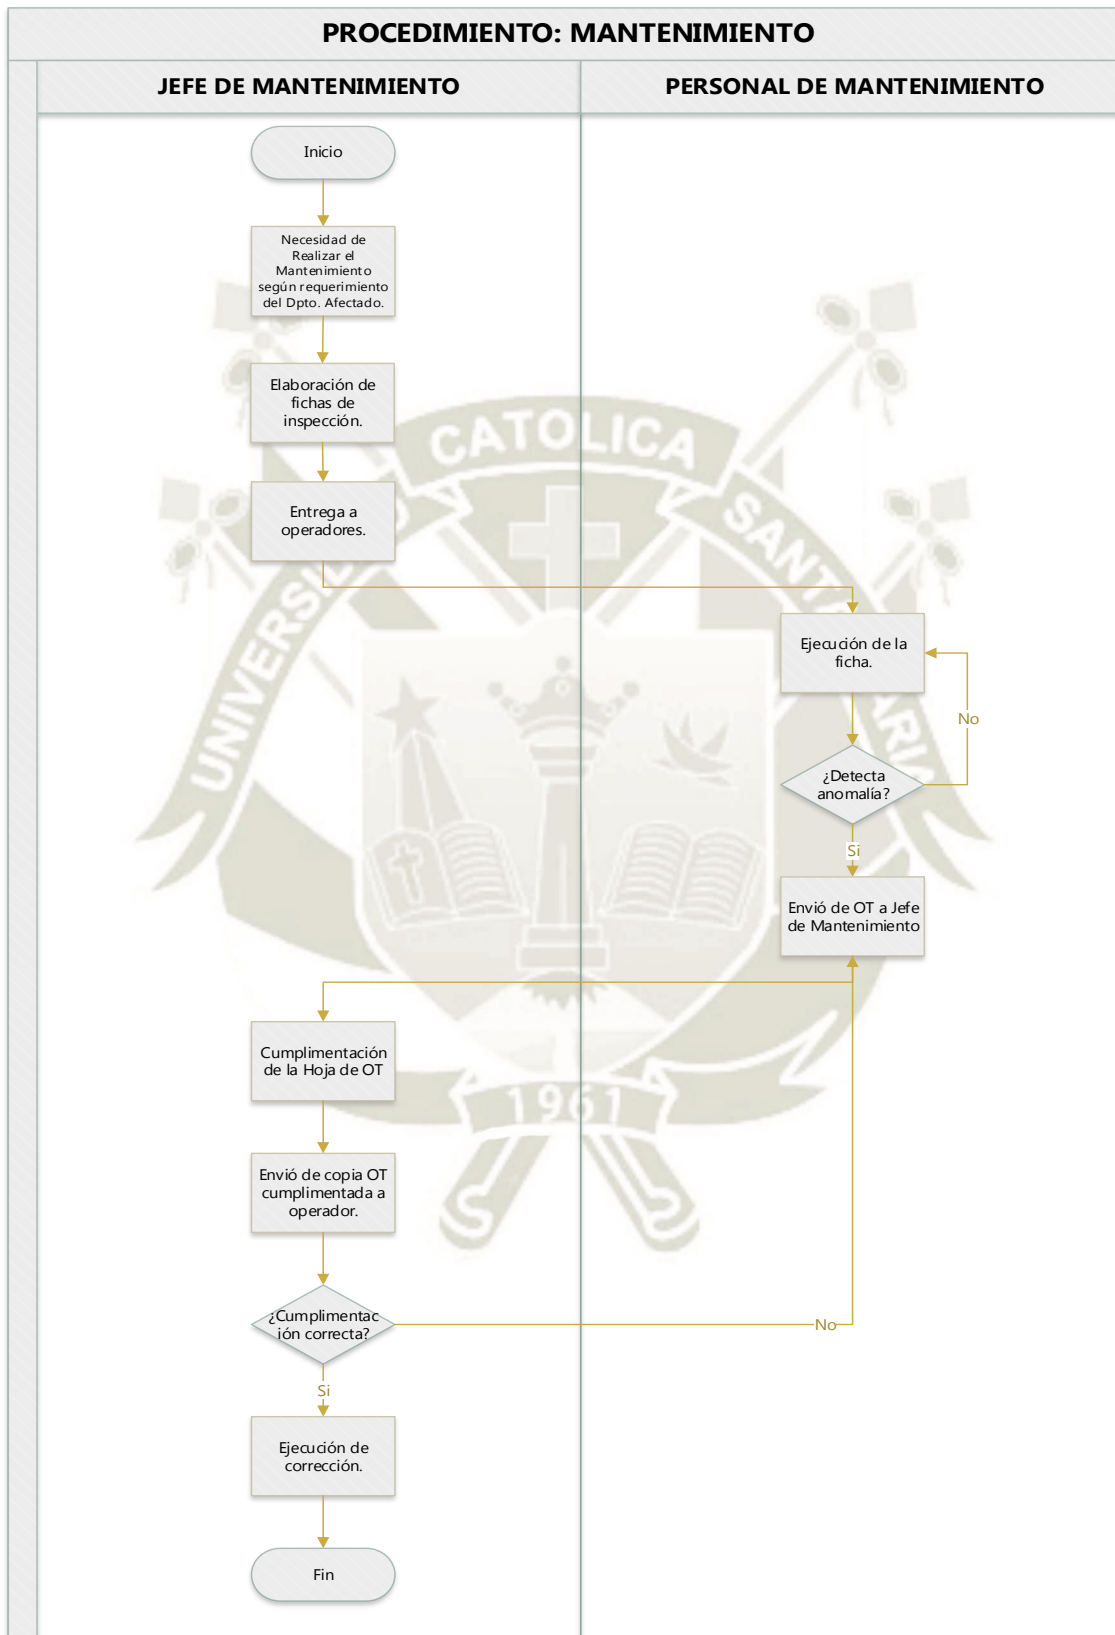 PROCEDIMIENTO: MANTENIMIENTO
JEFE DE MANTENIMIENTO
PERSONAL DE MANTENIMIENTO
Inicio
Necesidad de
Realizar el
Mantenimiento
según requerimiento
del Dpto. Afectado.
Elaboración de
fichas de
inspección.
Entrega a
operadores.
Ejecución de la
ficha.
No
¿Detecta
anomalía?
Si
Envió de OT a Jefe
de Mantenimiento
Cumplimentación
de la Hoja de OT
Envió de copia OT
cumplimentada a
operador.
¿Cumplimentac
ión correcta?
No
Si
Ejecución de
corrección.
Fin
UNIVERSIDAD
CATOLICA
SANTA MARIA
1961